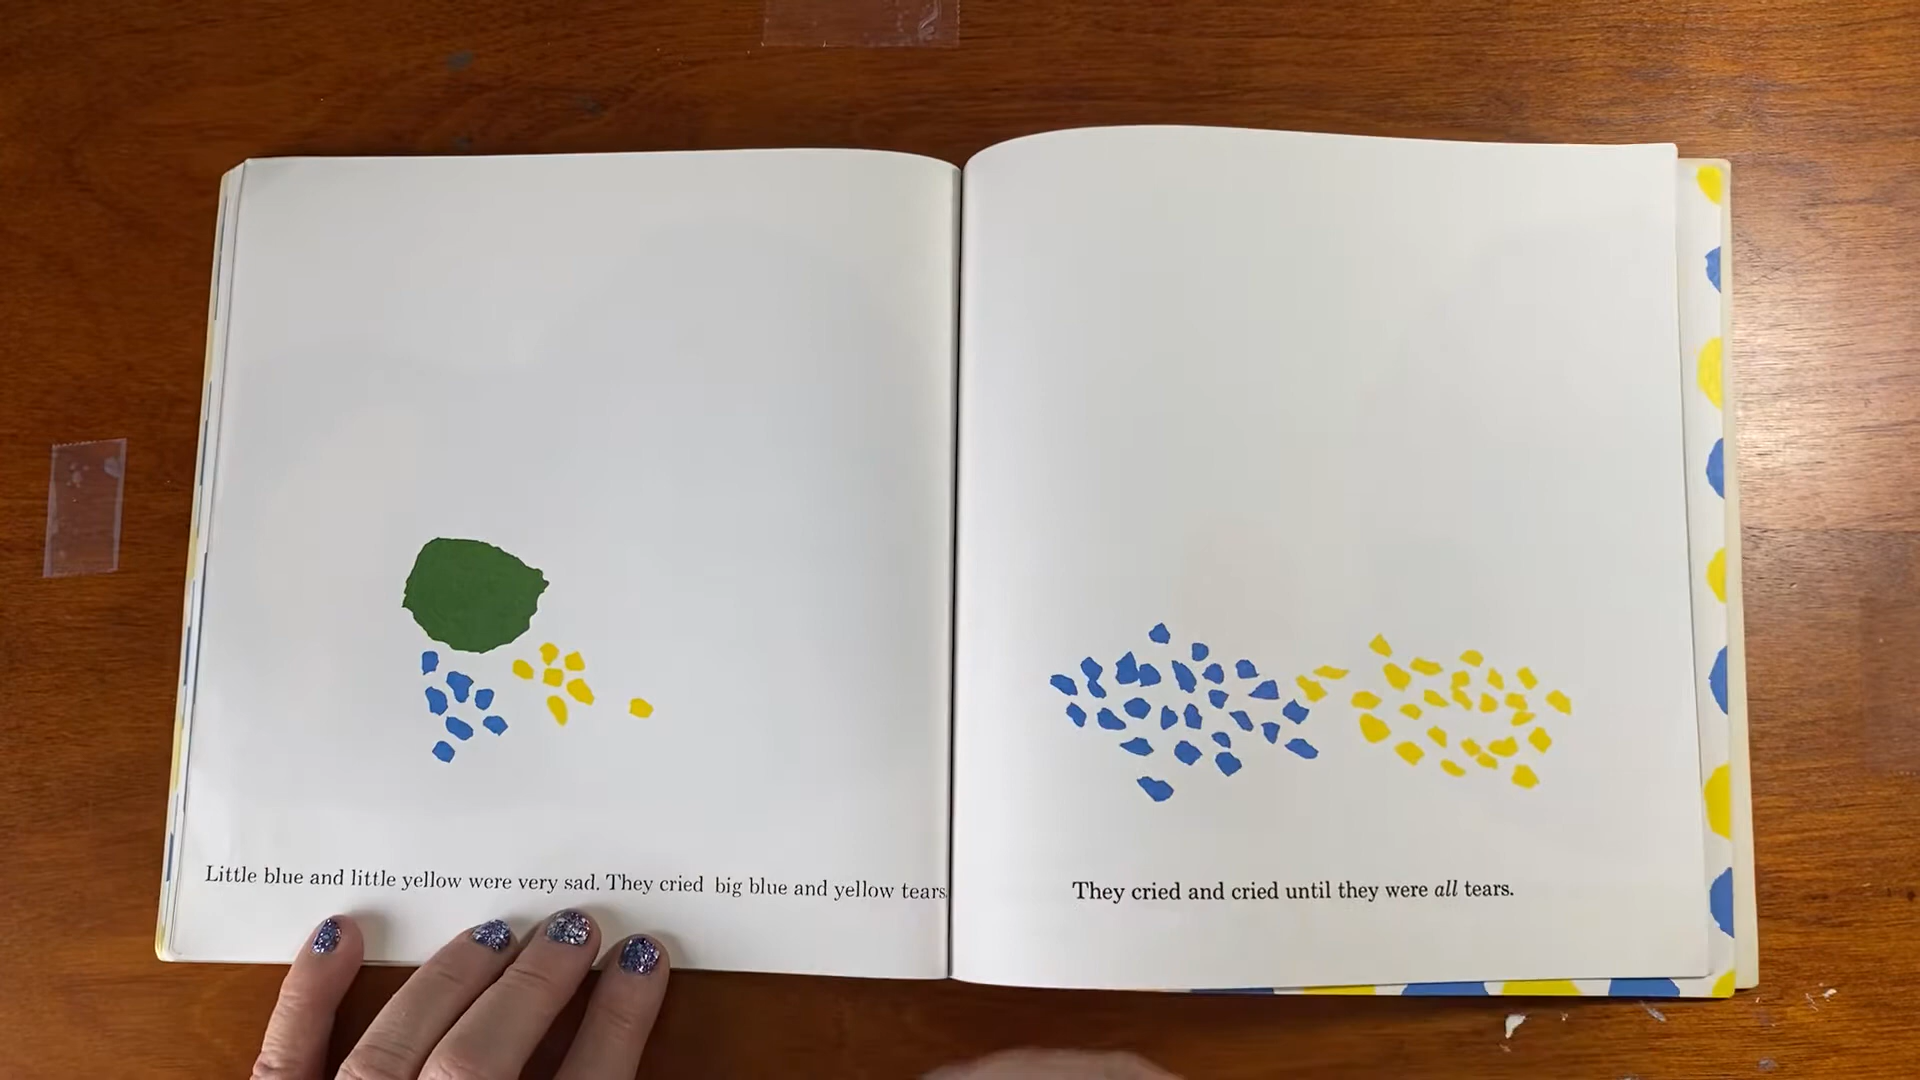 Little blue and little yellow were very sad. They cried big blue and yellow tears
They cried and cried until they were all tears.